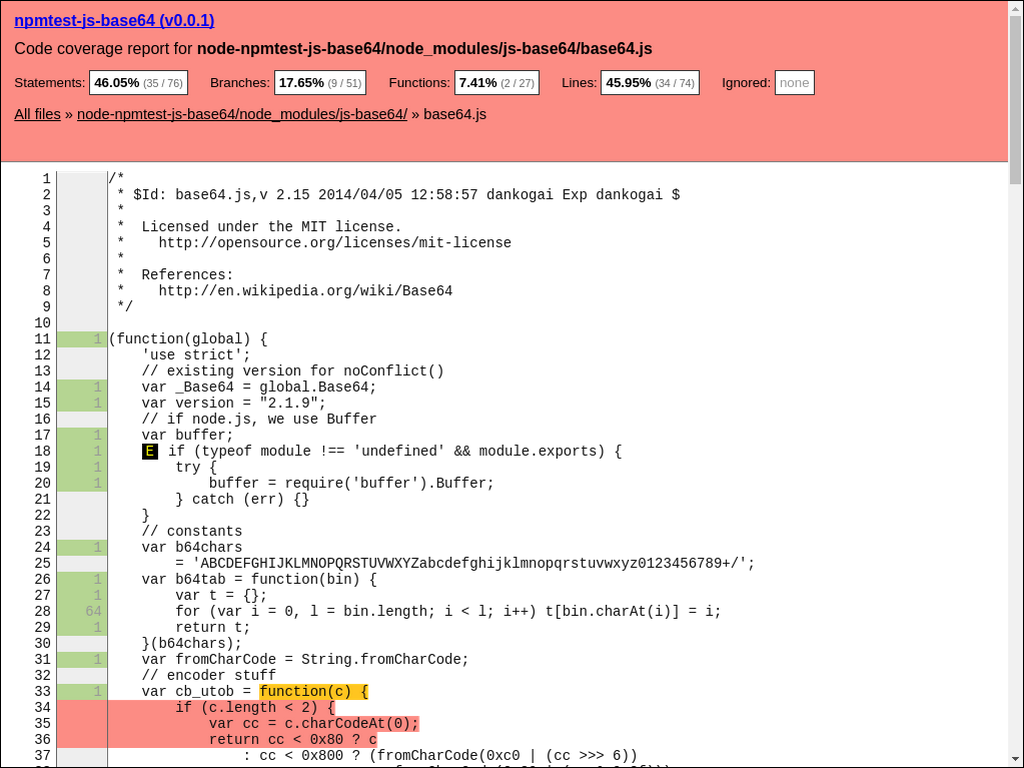 npmtest-js-base64 (v0.0.1)
Code coverage report for node-npmtest-js-base64/node_modules/js-base64/base64.js
Statements: 46.05% (35 / 76) Branches: 17.65% (9 / 51) Functions: 7.41% (2 / 27) Lines: 45.95% (34 / 74) Ignored: none
All files » node-npmtest-js-base64/node_modules/js-base64/ » base64.js
1 /*
2 * $Id: base64.js,v 2.15 2014/04/05 12:58:57 dankogai Exp dankogai $
3 *
4 * Licensed under the MIT license.
5 * http://opensource.org/licenses/mit-license
6 *
7 * References:
8 * http://en.wikipedia.org/wiki/Base64
9 */
10
11 1 (function(global) {
12 'use strict';
13 // existing version for noConflict()
14 1 var _Base64 = global.Base64;
15 1 var version = "2.1.9";
16 // if node.js, we use Buffer
17 1 var buffer;
18 1 E if (typeof module !== 'undefined' && module.exports) {
19 1 try {
20 1 buffer = require('buffer').Buffer;
21 } catch (err) {}
22 }
23 // constants
24 1 var b64chars
25 = 'ABCDEFGHIJKLMNOPQRSTUVWXYZabcdefghijklmnopqrstuvwxyz0123456789+/';
26 1 var b64tab = function(bin) {
27 1 var t = {};
28 64 for (var i = 0, l = bin.length; i < l; i++) t[bin.charAt(i)] = i;
29 1 return t;
30 }(b64chars);
31 1 var fromCharCode = String.fromCharCode;
32 // encoder stuff
33 1 var cb_utob = function(c) {
34 if (c.length < 2) {
35 var cc = c.charCodeAt(0);
36 return cc < 0x80 ? c
37 : cc < 0x800 ? (fromCharCode(0xc0 | (cc >>> 6))